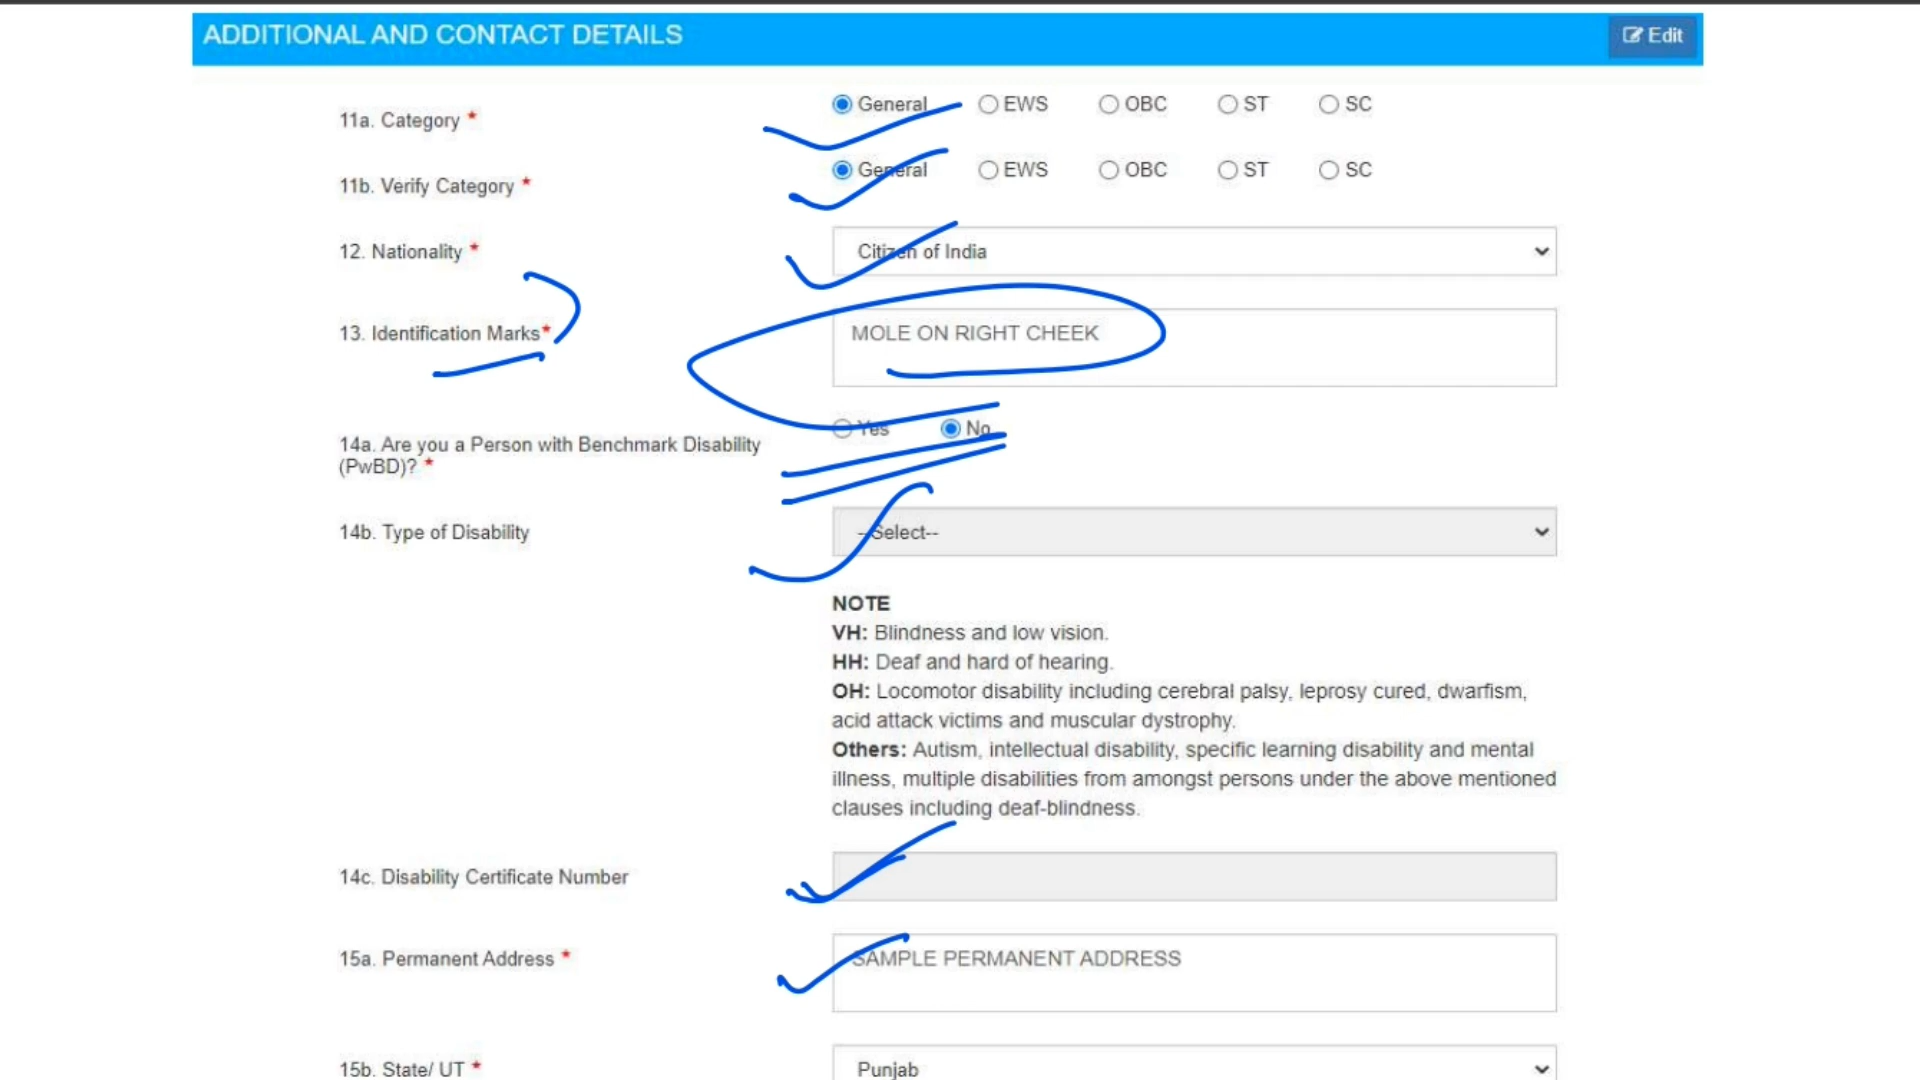 ADDITIONAL AND CONTACT DETAILS
Edit
11a. Category *
General EWS OBC ST SC
11b. Verify Category *
General EWS OBC ST SC
12. Nationality *
Citizen of India
13. Identification Marks*
MOLE ON RIGHT CHEEK
14a. Are you a Person with Benchmark Disability
(PwBD)? *
Yes No
14b. Type of Disability
--Select--
NOTE
VH: Blindness and low vision.
HH: Deaf and hard of hearing.
OH: Locomotor disability including cerebral palsy, leprosy cured, dwarfism,
acid attack victims and muscular dystrophy.
Others: Autism, intellectual disability, specific learning disability and mental
illness, multiple disabilities from amongst persons under the above mentioned
clauses including deaf-blindness.
14c. Disability Certificate Number
15a. Permanent Address *
SAMPLE PERMANENT ADDRESS
15b. State/ UT *
Punjab